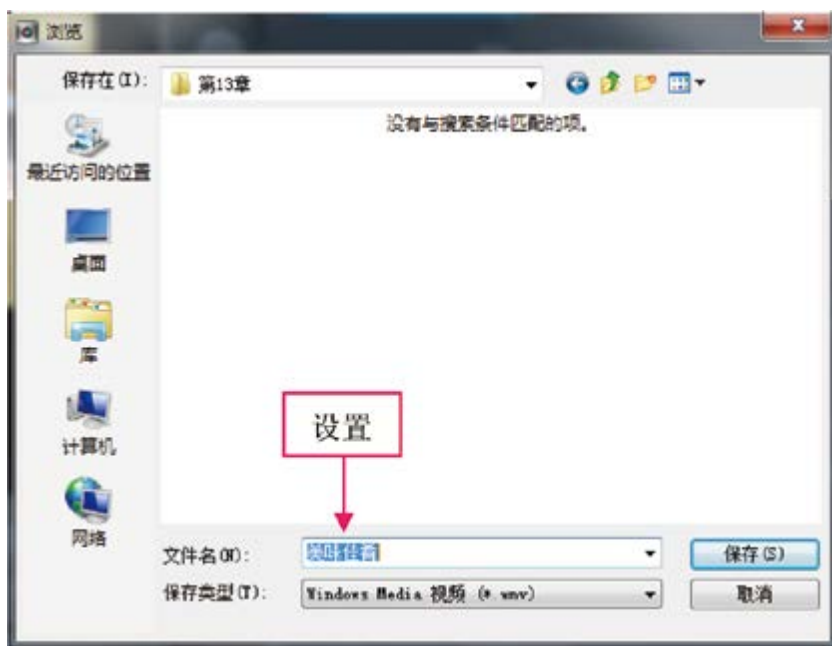 浏览
保存在(I):
第13章
没有与搜索条件匹配的项。
最近访问的位置
桌面
库
计算机
网络
设置
文件名(N):
保存(S)
保存类型(T):
Windows Media 视频 (*.wmv)
取消